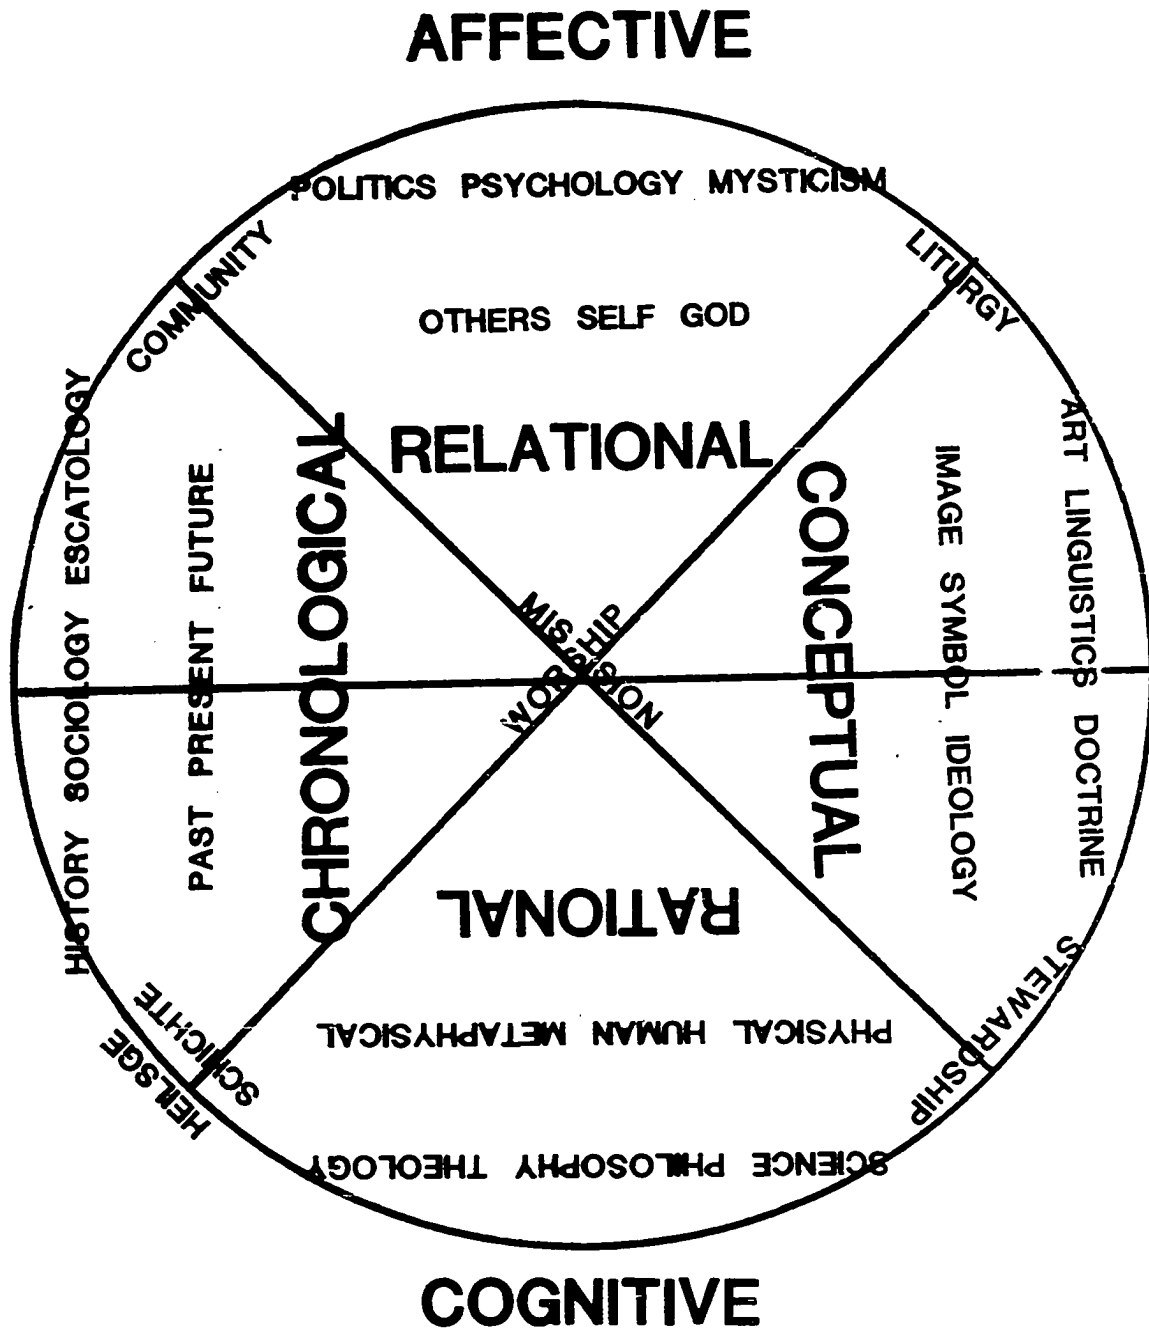 AFFECTIVE
POLITICS PSYCHOLOGY MYSTICISM
COMMUNITY
LITURGY
OTHERS SELF GOD
RELATIONAL
HISTORY SOCIOLOGY ESCATOLOGY
PAST PRESENT FUTURE
CHRONOLOGICAL
MISSION
WORSHIP
CONCEPTUAL
IMAGE SYMBOL IDEOLOGY
ART LINGUISTICS DOCTRINE
RATIONAL
PHYSICAL HUMAN METAPHYSICAL
SCIENCE PHILOSOPHY THEOLOGY
STEWARDSHIP
HEILSGE
SCHICHTE
COGNITIVE